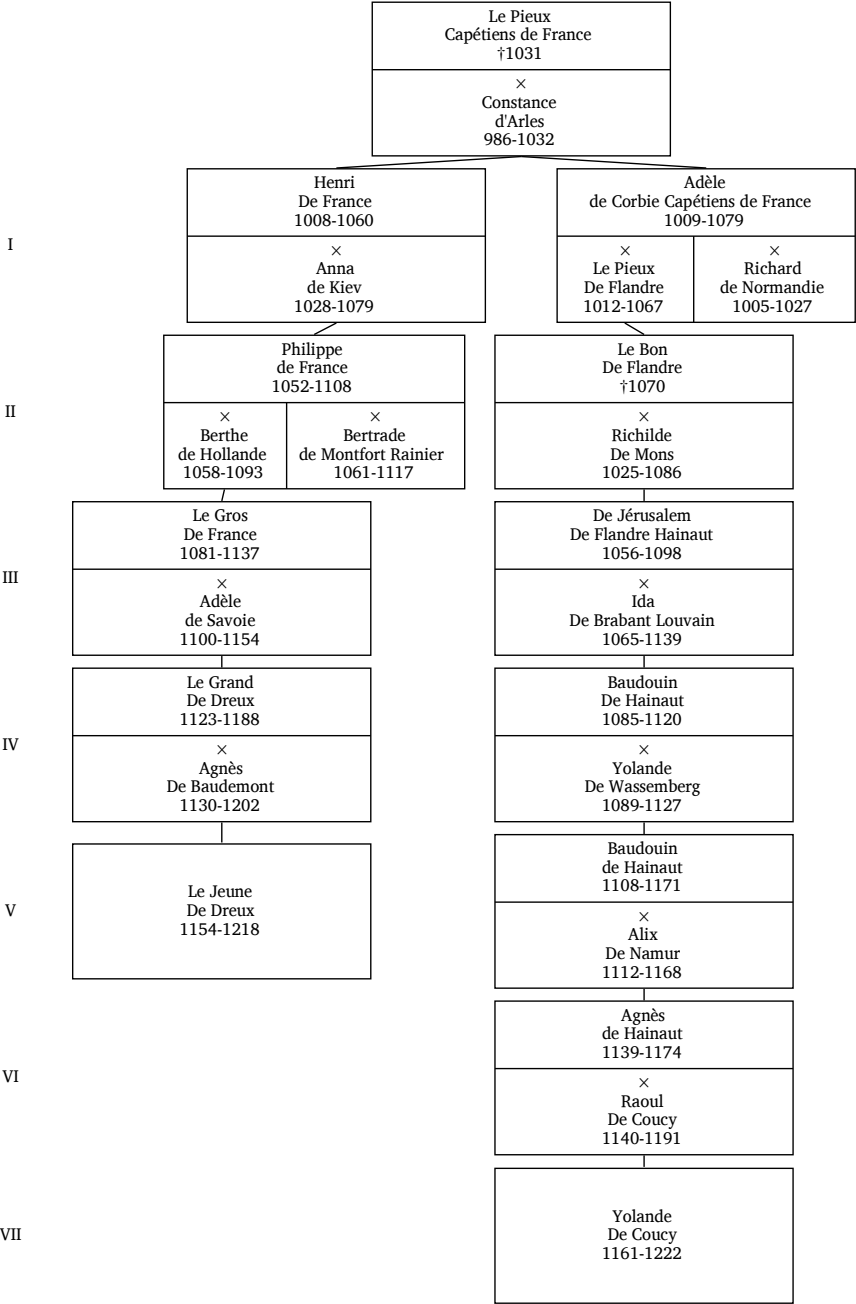 Le Pieux
Capétiens de France
†1031
×
Constance
d'Arles
986-1032
I
Henri
De France
1008-1060
×
Anna
de Kiev
1028-1079
Adèle
de Corbie Capétiens de France
1009-1079
×
Le Pieux
De Flandre
1012-1067
×
Richard
de Normandie
1005-1027
II
Philippe
de France
1052-1108
×
Berthe
de Hollande
1058-1093
×
Bertrade
de Montfort Rainier
1061-1117
Le Bon
De Flandre
†1070
×
Richilde
De Mons
1025-1086
III
Le Gros
De France
1081-1137
×
Adèle
de Savoie
1100-1154
De Jérusalem
De Flandre Hainaut
1056-1098
×
Ida
De Brabant Louvain
1065-1139
IV
Le Grand
De Dreux
1123-1188
×
Agnès
De Baudemont
1130-1202
Baudouin
De Hainaut
1085-1120
×
Yolande
De Wassemberg
1089-1127
V
Le Jeune
De Dreux
1154-1218
Baudouin
de Hainaut
1108-1171
×
Alix
De Namur
1112-1168
VI
Agnès
de Hainaut
1139-1174
×
Raoul
De Coucy
1140-1191
VII
Yolande
De Coucy
1161-1222